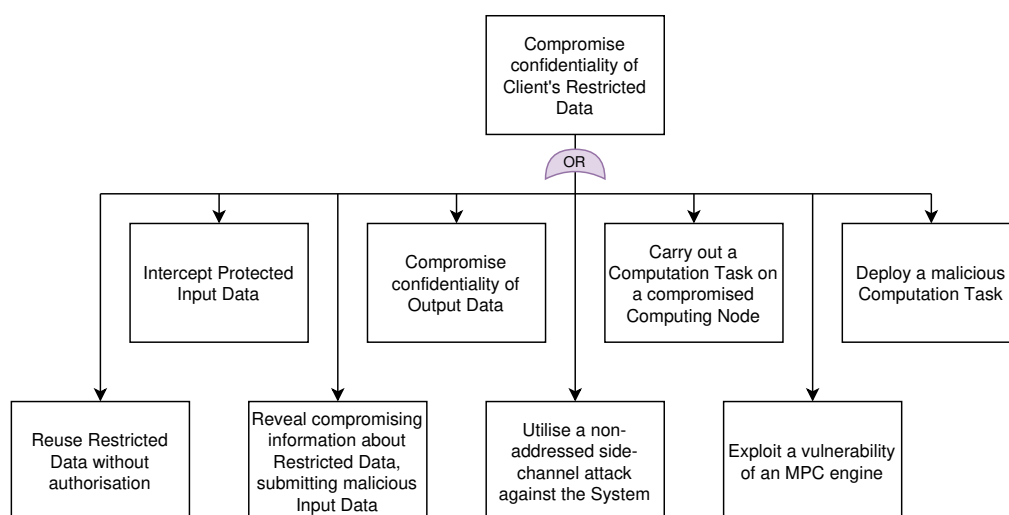 Compromise
confidentiality of
Client's Restricted
Data
OR
Intercept Protected
Input Data
Compromise
confidentiality of
Output Data
Carry out a
Computation Task on
a compromised
Computing Node
Deploy a malicious
Computation Task
Reuse Restricted
Data without
authorisation
Reveal compromising
information about
Restricted Data,
submitting malicious
Input Data
Utilise a non-
addressed side-
channel attack
against the System
Exploit a vulnerability
of an MPC engine